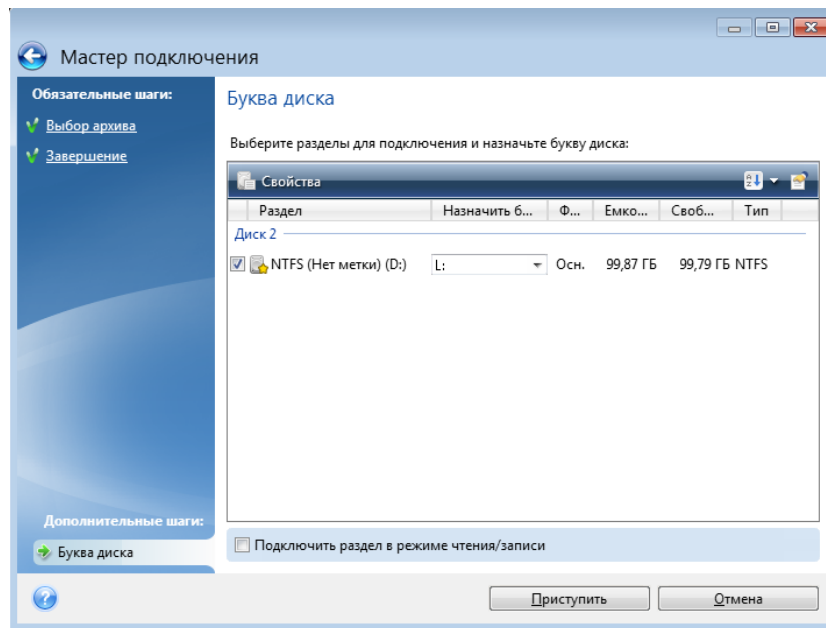 Мастер подключения
Обязательные шаги:
Выбор архива
Завершение
Буква диска
Выберите разделы для подключения и назначьте букву диска:
Свойства
Раздел Назначить б... Ф... Емко... Своб... Тип
Диск 2
NTFS (Нет метки) (D:) L: Осн. 99,87 ГБ 99,79 ГБ NTFS
Дополнительные шаги:
Буква диска
Подключить раздел в режиме чтения/записи
Приступить Отмена